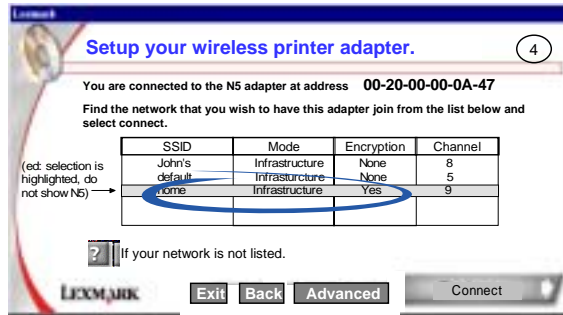 Lexmark
Setup your wireless printer adapter.
4
You are connected to the N5 adapter at address 00-20-00-00-0A-47
Find the network that you wish to have this adapter join from the list below and
select connect.
SSID Mode Encryption Channel
John's Infrastructure None 8
default Infrasturcture None 5
home Infrastructure Yes 9
(ed: selection is
highlighted, do
not show N5)
? If your network is not listed.
LEXMARK Exit Back Advanced Connect